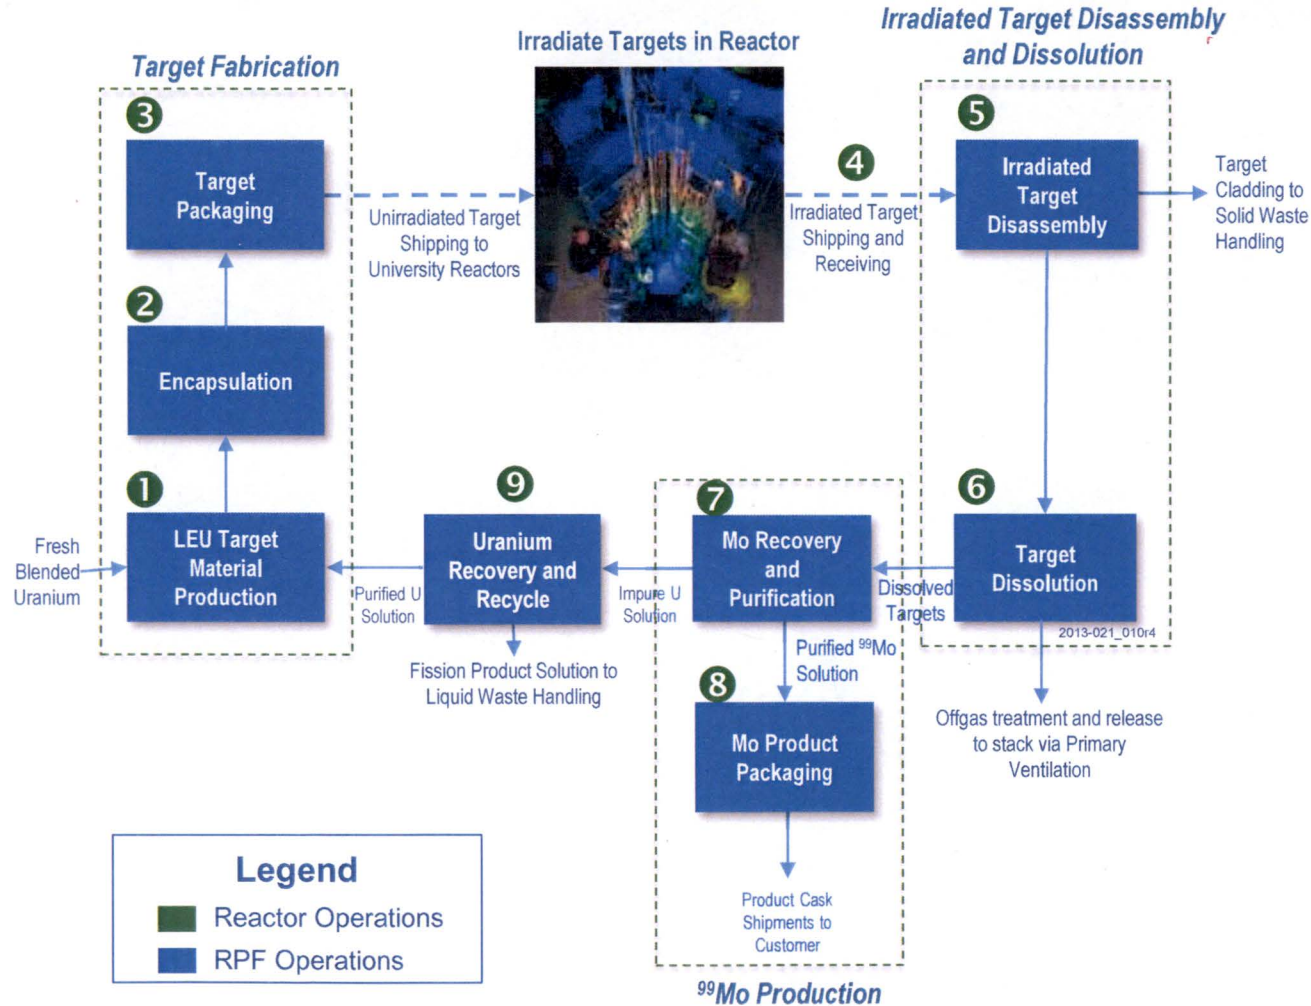 Irradiated Target Disassembly
and Dissolution
Irradiate Targets in Reactor
Target Fabrication
3
Target
Packaging
Unirradiated Target
Shipping to
University Reactors
4
Irradiated Target
Shipping and
Receiving
5
Irradiated
Target
Disassembly
Target
Cladding to
Solid Waste
Handling
2
Encapsulation
1
LEU Target
Material
Production
Fresh
Blended
Uranium
Purified U
Solution
9
Uranium
Recovery and
Recycle
Impure U
Solution
Fission Product Solution to
Liquid Waste Handling
7
Mo Recovery
and
Purification
Dissolved
Targets
6
Target
Dissolution
2013-021_010r4
Purified ⁹⁹Mo
Solution
8
Mo Product
Packaging
Offgas treatment and release
to stack via Primary
Ventilation
Product Cask
Shipments to
Customer
⁹⁹Mo Production
Legend
Reactor Operations
RPF Operations